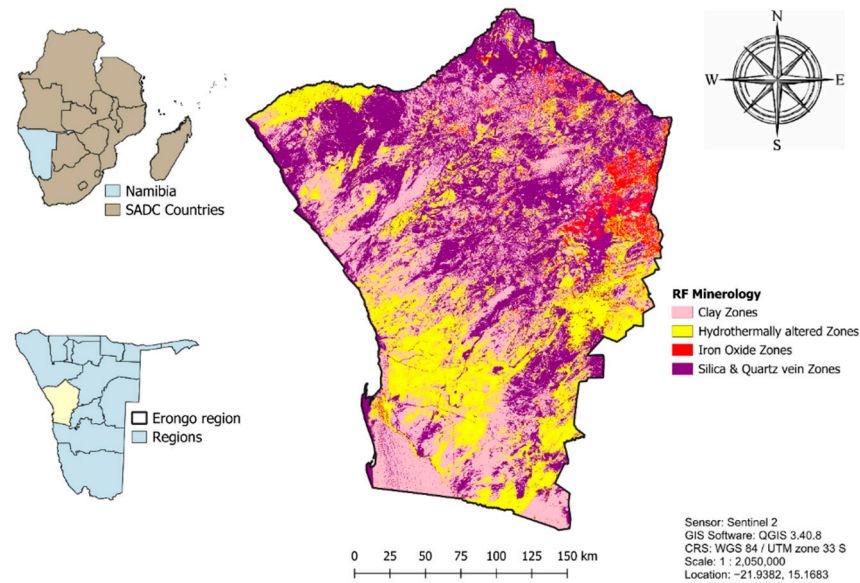 N
W
E
S
Namibia
SADC Countries
RF Minerology
Clay Zones
Hydrothermally altered Zones
Iron Oxide Zones
Silica & Quartz vein Zones
Erongo region
Regions
0 25 50 75 100 125 150 km
Sensor: Sentinel 2
GIS Software: QGIS 3.40.8
CRS: WGS 84 / UTM zone 33 S
Scale: 1 : 2,050,000
Location: −21.9382, 15.1683